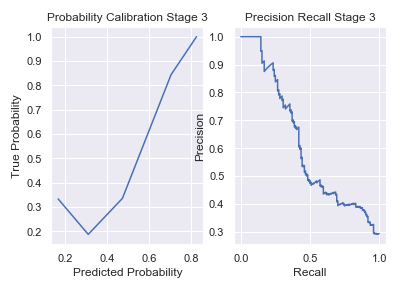 Probability Calibration Stage 3
True Probability
1.0
0.9
0.8
0.7
0.6
0.5
0.4
0.3
0.2
0.2 0.4 0.6 0.8
Predicted Probability
Precision Recall Stage 3
Precision
1.0
0.9
0.8
0.7
0.6
0.5
0.4
0.3
0.0 0.5 1.0
Recall